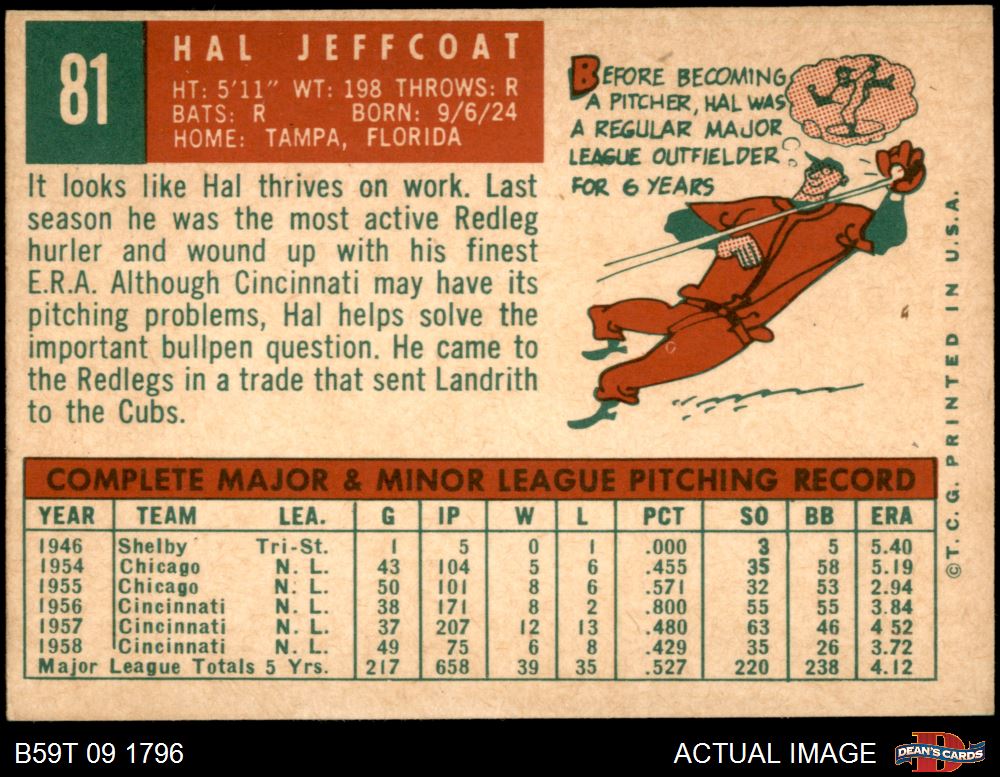 81
HAL JEFFCOAT
HT: 5'11" WT: 198 THROWS: R
BATS: R BORN: 9/6/24
HOME: TAMPA, FLORIDA
It looks like Hal thrives on work. Last
season he was the most active Redleg
hurler and wound up with his finest
E.R.A. Although Cincinnati may have its
pitching problems, Hal helps solve the
important bullpen question. He came to
the Redlegs in a trade that sent Landrith
to the Cubs.
BEFORE BECOMING
A PITCHER, HAL WAS
A REGULAR MAJOR
LEAGUE OUTFIELDER
FOR 6 YEARS
©T.C.G. PRINTED IN U.S.A.
COMPLETE MAJOR & MINOR LEAGUE PITCHING RECORD
YEAR TEAM LEA. G IP W L PCT SO BB ERA
1946 Shelby Tri-St. 1 5 0 1 .000 3 5 5.40
1954 Chicago N. L. 43 104 5 6 .455 35 58 5.19
1955 Chicago N. L. 50 101 8 6 .571 32 53 2.94
1956 Cincinnati N. L. 38 171 8 2 .800 55 55 3.84
1957 Cincinnati N. L. 37 207 12 13 .480 63 46 4.52
1958 Cincinnati N. L. 49 75 6 8 .429 35 26 3.72
Major League Totals 5 Yrs. 217 658 39 35 .527 220 238 4.12
B59T 09 1796
ACTUAL IMAGE
DEAN'S CARDS